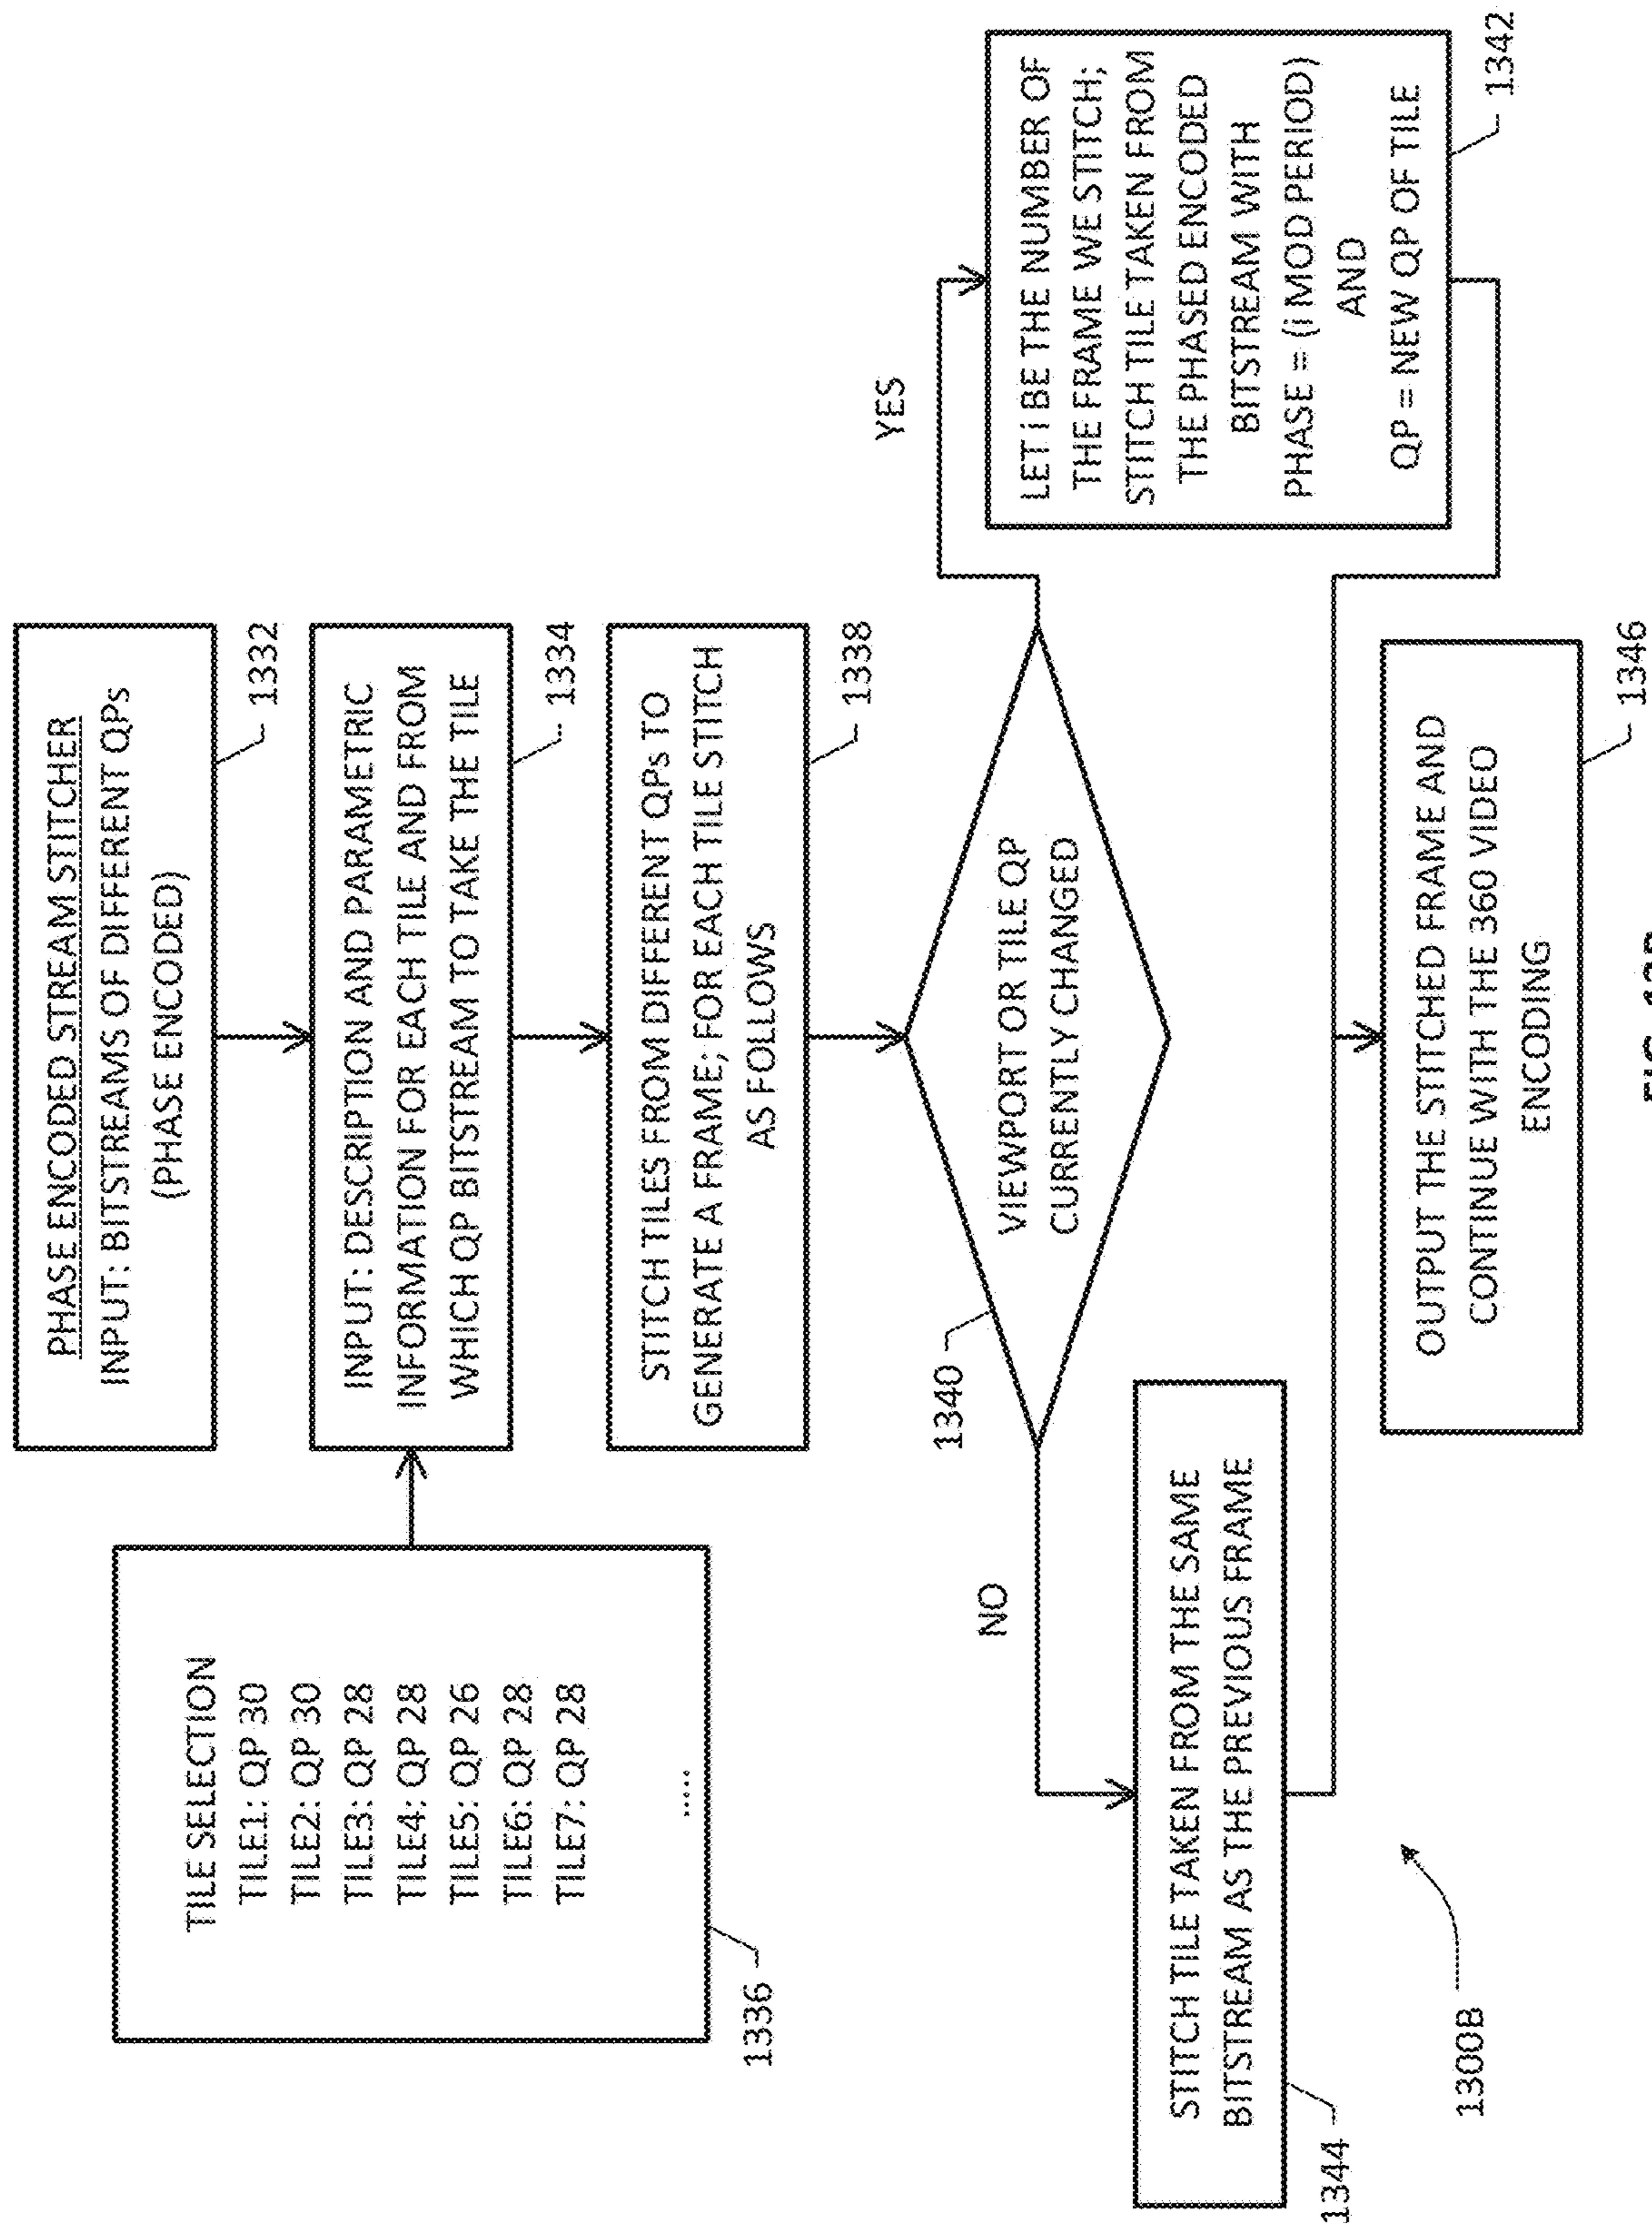 PHASE ENCODED STREAM STITCHER
INPUT: BITSTREAMS OF DIFFERENT QPs
(PHASE ENCODED)
1332
TILE SELECTION
TILE1: QP 30
TILE2: QP 30
TILE3: QP 28
TILE4: QP 28
TILE5: QP 26
TILE6: QP 28
TILE7: QP 28
.....
1336
INPUT: DESCRIPTION AND PARAMETRIC
INFORMATION FOR EACH TILE AND FROM
WHICH QP BITSTREAM TO TAKE THE TILE
1334
STITCH TILES FROM DIFFERENT QPs TO
GENERATE A FRAME; FOR EACH TILE STITCH
AS FOLLOWS
1338
1340
VIEWPORT OR TILE QP
CURRENTLY CHANGED
NO
YES
STITCH TILE TAKEN FROM THE SAME
BITSTREAM AS THE PREVIOUS FRAME
1344
LET i BE THE NUMBER OF
THE FRAME WE STITCH;
STITCH TILE TAKEN FROM
THE PHASED ENCODED
BITSTREAM WITH
PHASE = (i MOD PERIOD)
AND
QP = NEW QP OF TILE
1342
OUTPUT THE STITCHED FRAME AND
CONTINUE WITH THE 360 VIDEO
ENCODING
1346
1300B